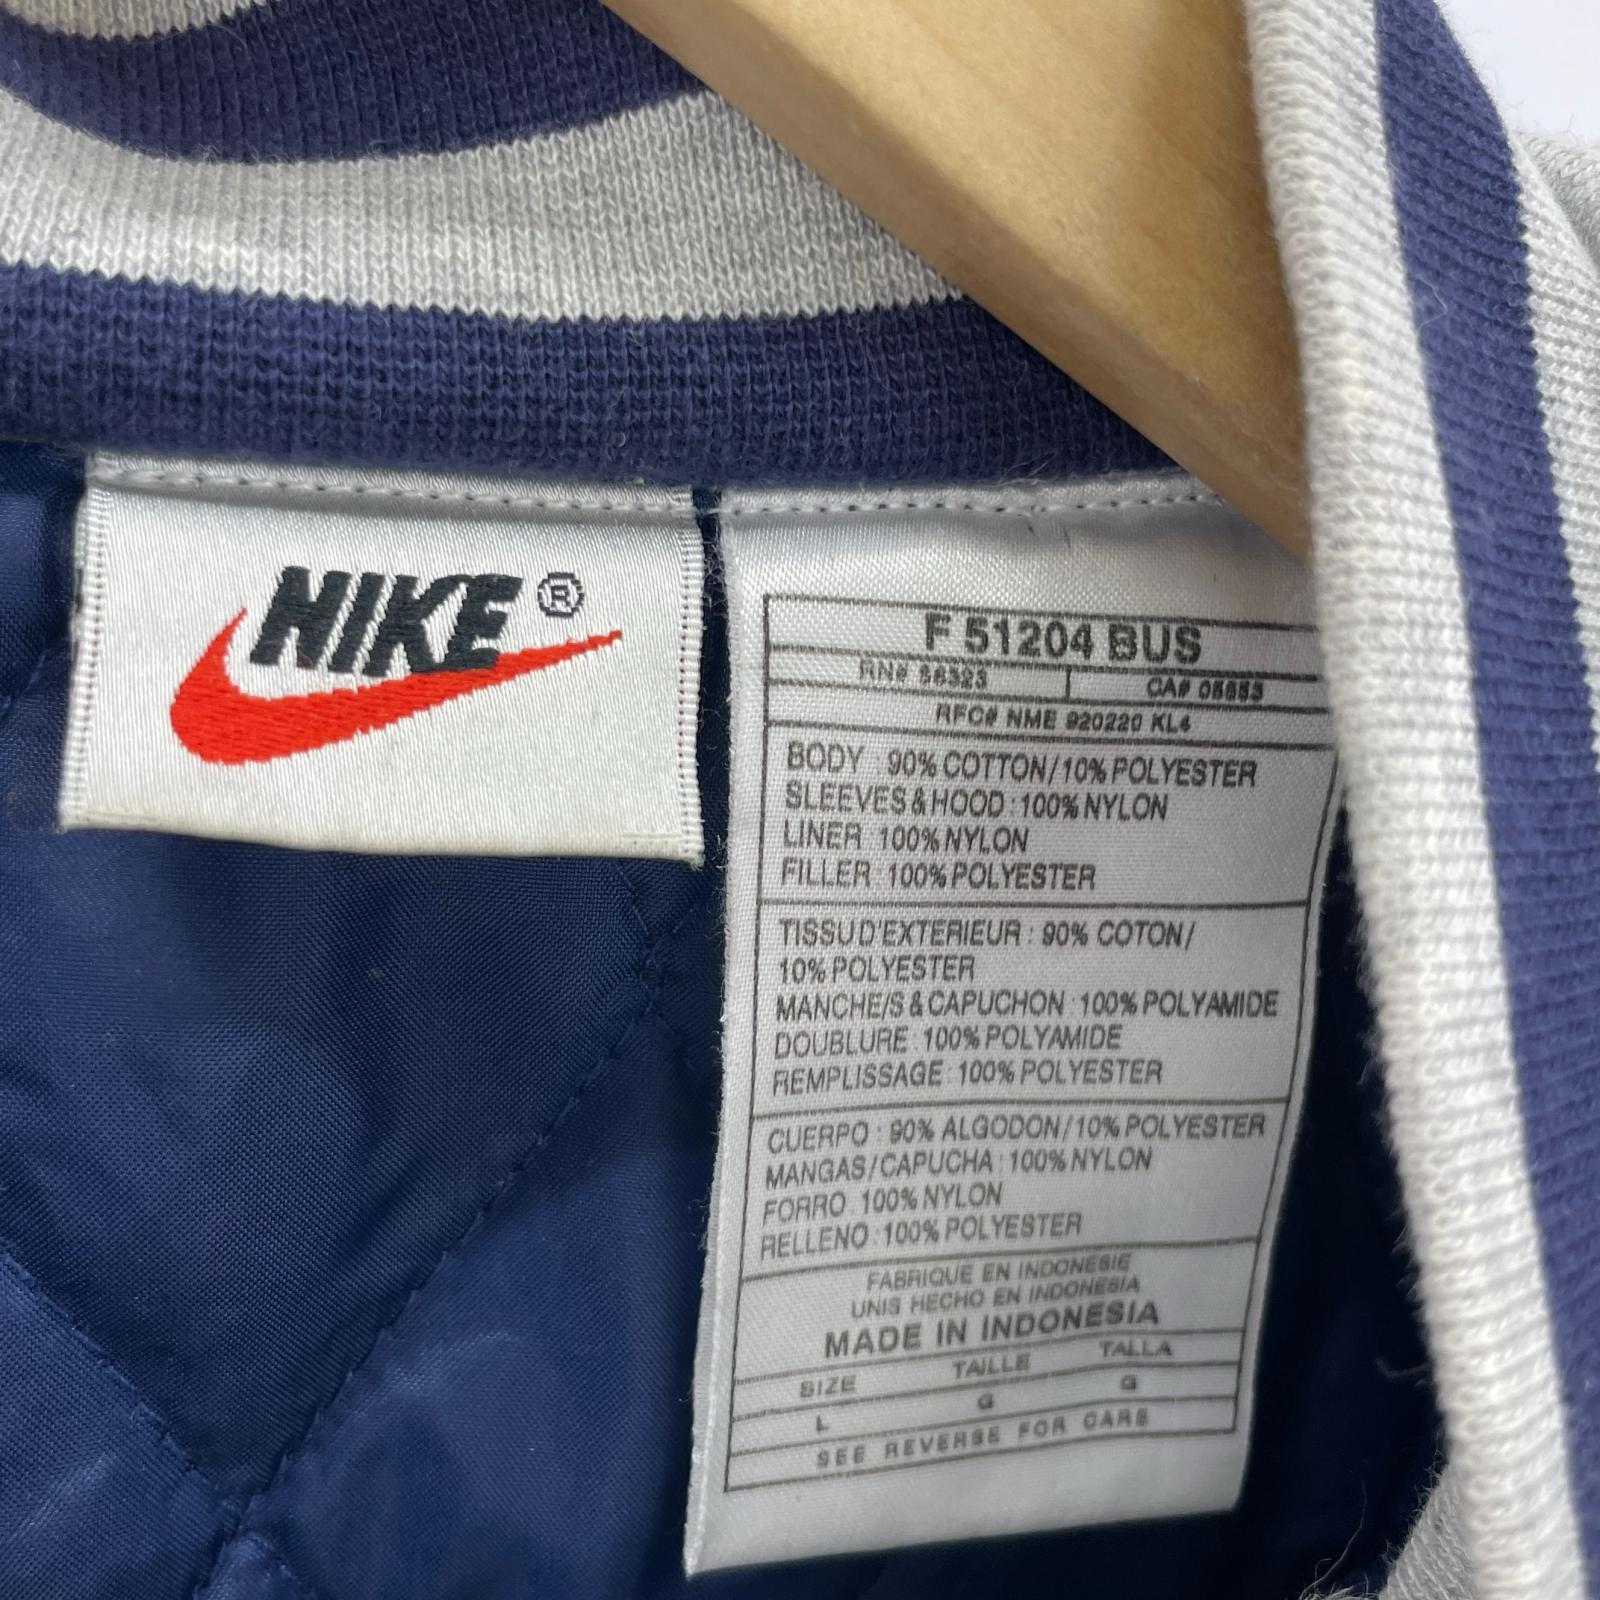 NIKE ®
F 51204 BUS
RN# 56323 CA# 05553
RFC# NME 920220 KL4
BODY : 90% COTTON/10% POLYESTER
SLEEVES & HOOD : 100% NYLON
LINER 100% NYLON
FILLER 100% POLYESTER
TISSU D'EXTERIEUR : 90% COTON/
10% POLYESTER
MANCHE/S & CAPUCHON : 100% POLYAMIDE
DOUBLURE : 100% POLYAMIDE
REMPLISSAGE : 100% POLYESTER
CUERPO : 90% ALGODON/10% POLYESTER
MANGAS/CAPUCHA : 100% NYLON
FORRO 100% NYLON
RELLENO : 100% POLYESTER
FABRIQUE EN INDONESIE
UNIS HECHO EN INDONESIA
MADE IN INDONESIA
SIZE TAILLE TALLA
L G G
SEE REVERSE FOR CARE